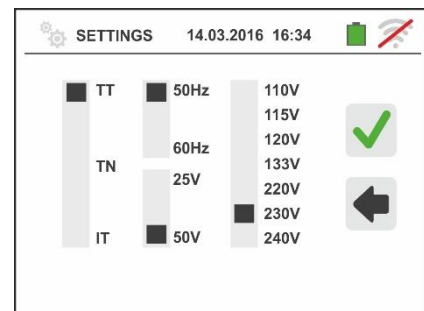 SETTINGS 14.03.2016 16:34
TT 50Hz 110V
115V
60Hz 120V
TN 133V
25V 220V
230V
IT 50V 240V